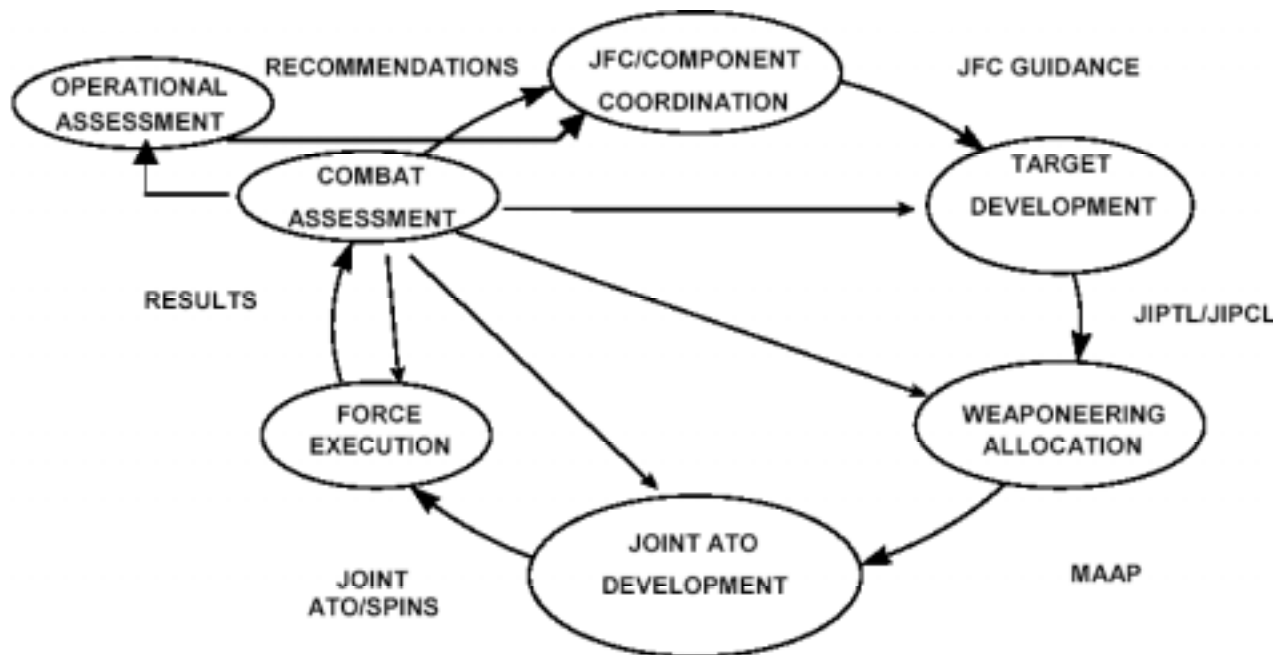 RECOMMENDATIONS
JFC/COMPONENT
COORDINATION
JFC GUIDANCE
OPERATIONAL
ASSESSMENT
COMBAT
ASSESSMENT
TARGET
DEVELOPMENT
RESULTS
JIPTL/JIPCL
FORCE
EXECUTION
WEAPONEERING
ALLOCATION
JOINT ATO
DEVELOPMENT
JOINT
ATO/SPINS
MAAP